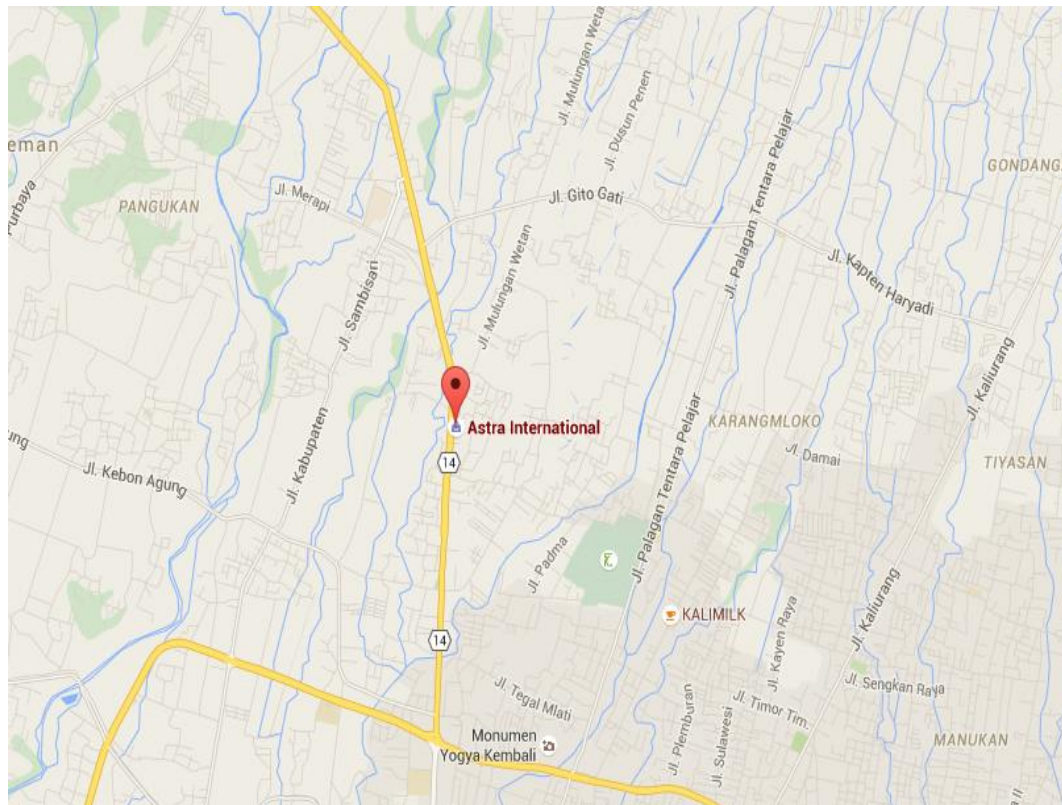 Jl. Mulungan Weta
Jl. Dusun Penen
eman
Purbaya
PANGUKAN
Jl. Merapi
Jl. Gito Gati
Jl. Palagan Tentara Pelajar
GONDANG
Jl. Kapten Haryadi
Jl. Sambisari
Jl. Mulungan Wetan
Jl. Kaliurang
Astra International
Jl. Palagan Tentara Pelajar
KARANGMLOKO
Jl. Damai
TIYASAN
ung
Jl. Kebon Agung
Jl. Kabupaten
14
Jl. Padma
KALIMILK
Jl. Kaliurang
14
Jl. Kayen Raya
Jl. Tegal Mlati
Jl. Sengkan Raya
Jl. Timor Tim.
Jl. Plemburan
Jl. Sulawesi
Monumen
Yogya Kembali
MANUKAN